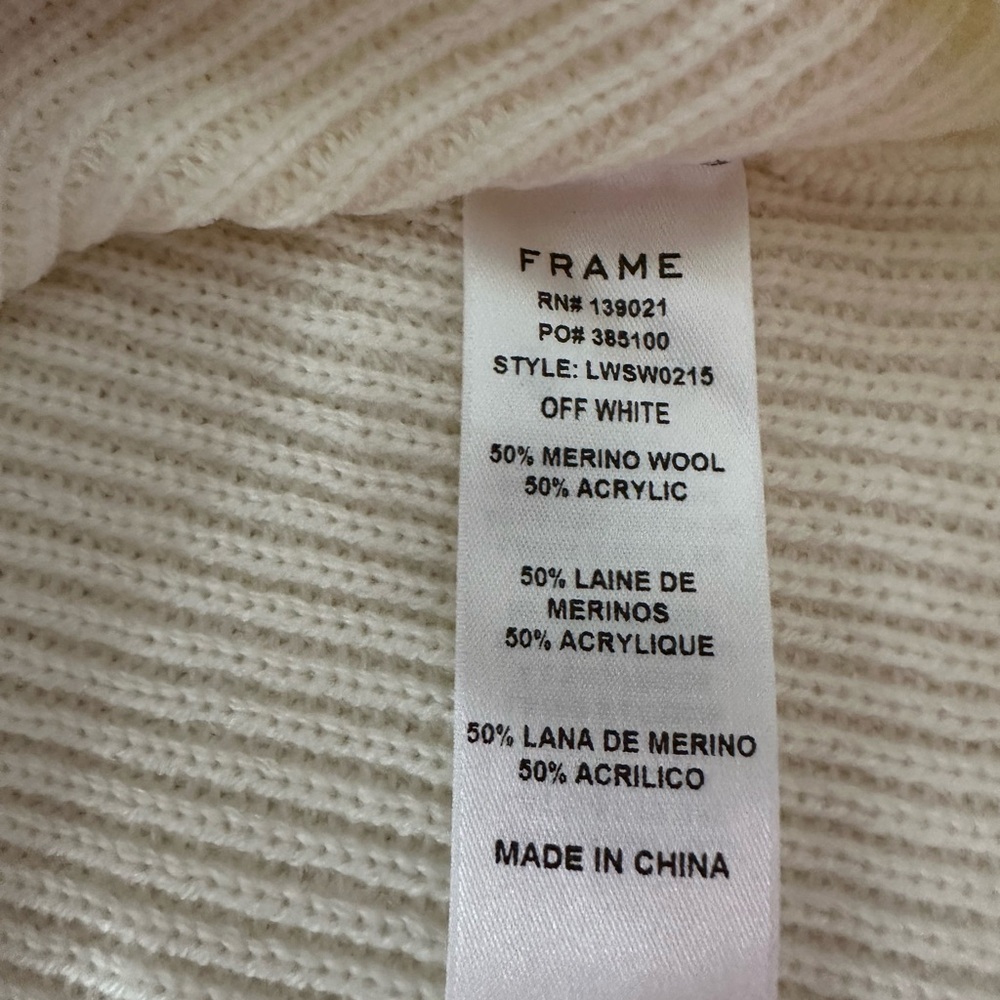 FRAME
RN# 139021
PO# 385100
STYLE: LWSW0215
OFF WHITE
50% MERINO WOOL
50% ACRYLIC
50% LAINE DE
MERINOS
50% ACRYLIQUE
50% LANA DE MERINO
50% ACRILICO
MADE IN CHINA